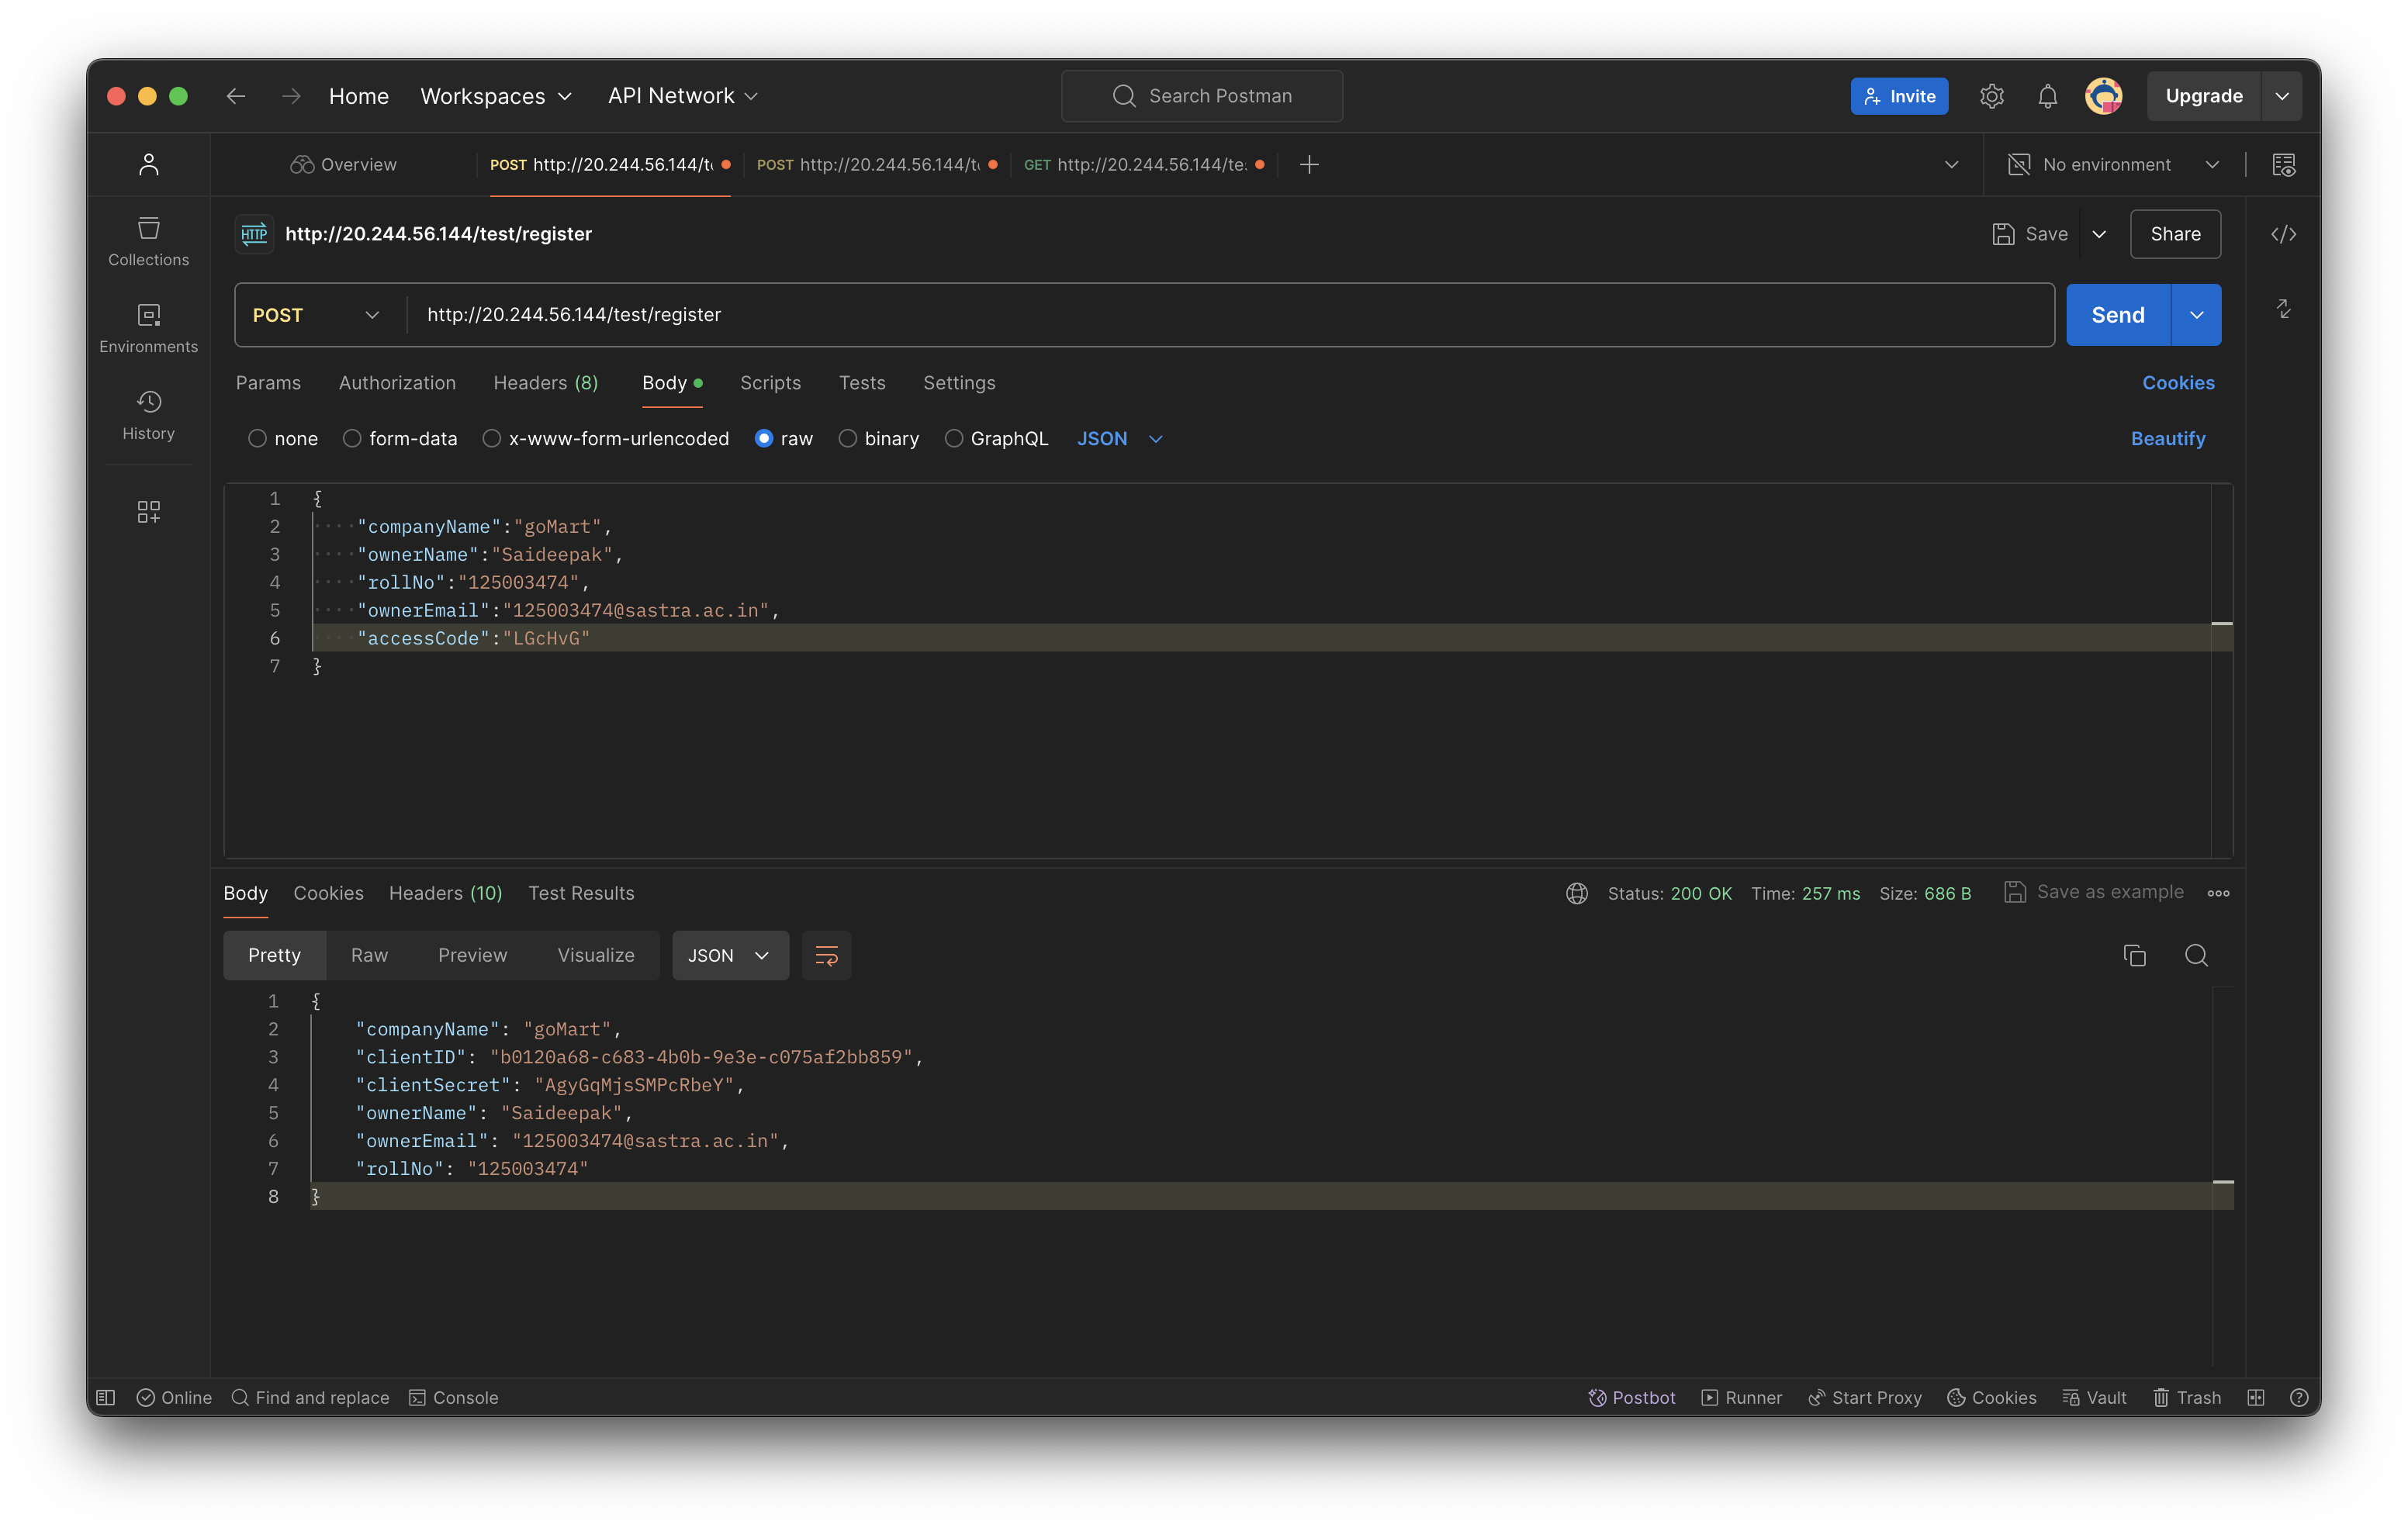 Home Workspaces API Network Search Postman Invite Upgrade
Overview POST http://20.244.56.144/t POST http://20.244.56.144/t GET http://20.244.56.144/te No environment
HTTP http://20.244.56.144/test/register Save Share
Collections
POST http://20.244.56.144/test/register Send
Environments
Params Authorization Headers (8) Body Scripts Tests Settings Cookies
History
none form-data x-www-form-urlencoded raw binary GraphQL JSON Beautify
1 {
2 "companyName":"goMart",
3 "ownerName":"Saideepak",
4 "rollNo":"125003474",
5 "ownerEmail":"125003474@sastra.ac.in",
6 "accessCode":"LGcHvG"
7 }
Body Cookies Headers (10) Test Results Status: 200 OK Time: 257 ms Size: 686 B Save as example
Pretty Raw Preview Visualize JSON
1 {
2 "companyName": "goMart",
3 "clientID": "b0120a68-c683-4b0b-9e3e-c075af2bb859",
4 "clientSecret": "AgyGqMjsSMPcRbeY",
5 "ownerName": "Saideepak",
6 "ownerEmail": "125003474@sastra.ac.in",
7 "rollNo": "125003474"
8 }
Online Find and replace Console Postbot Runner Start Proxy Cookies Vault Trash